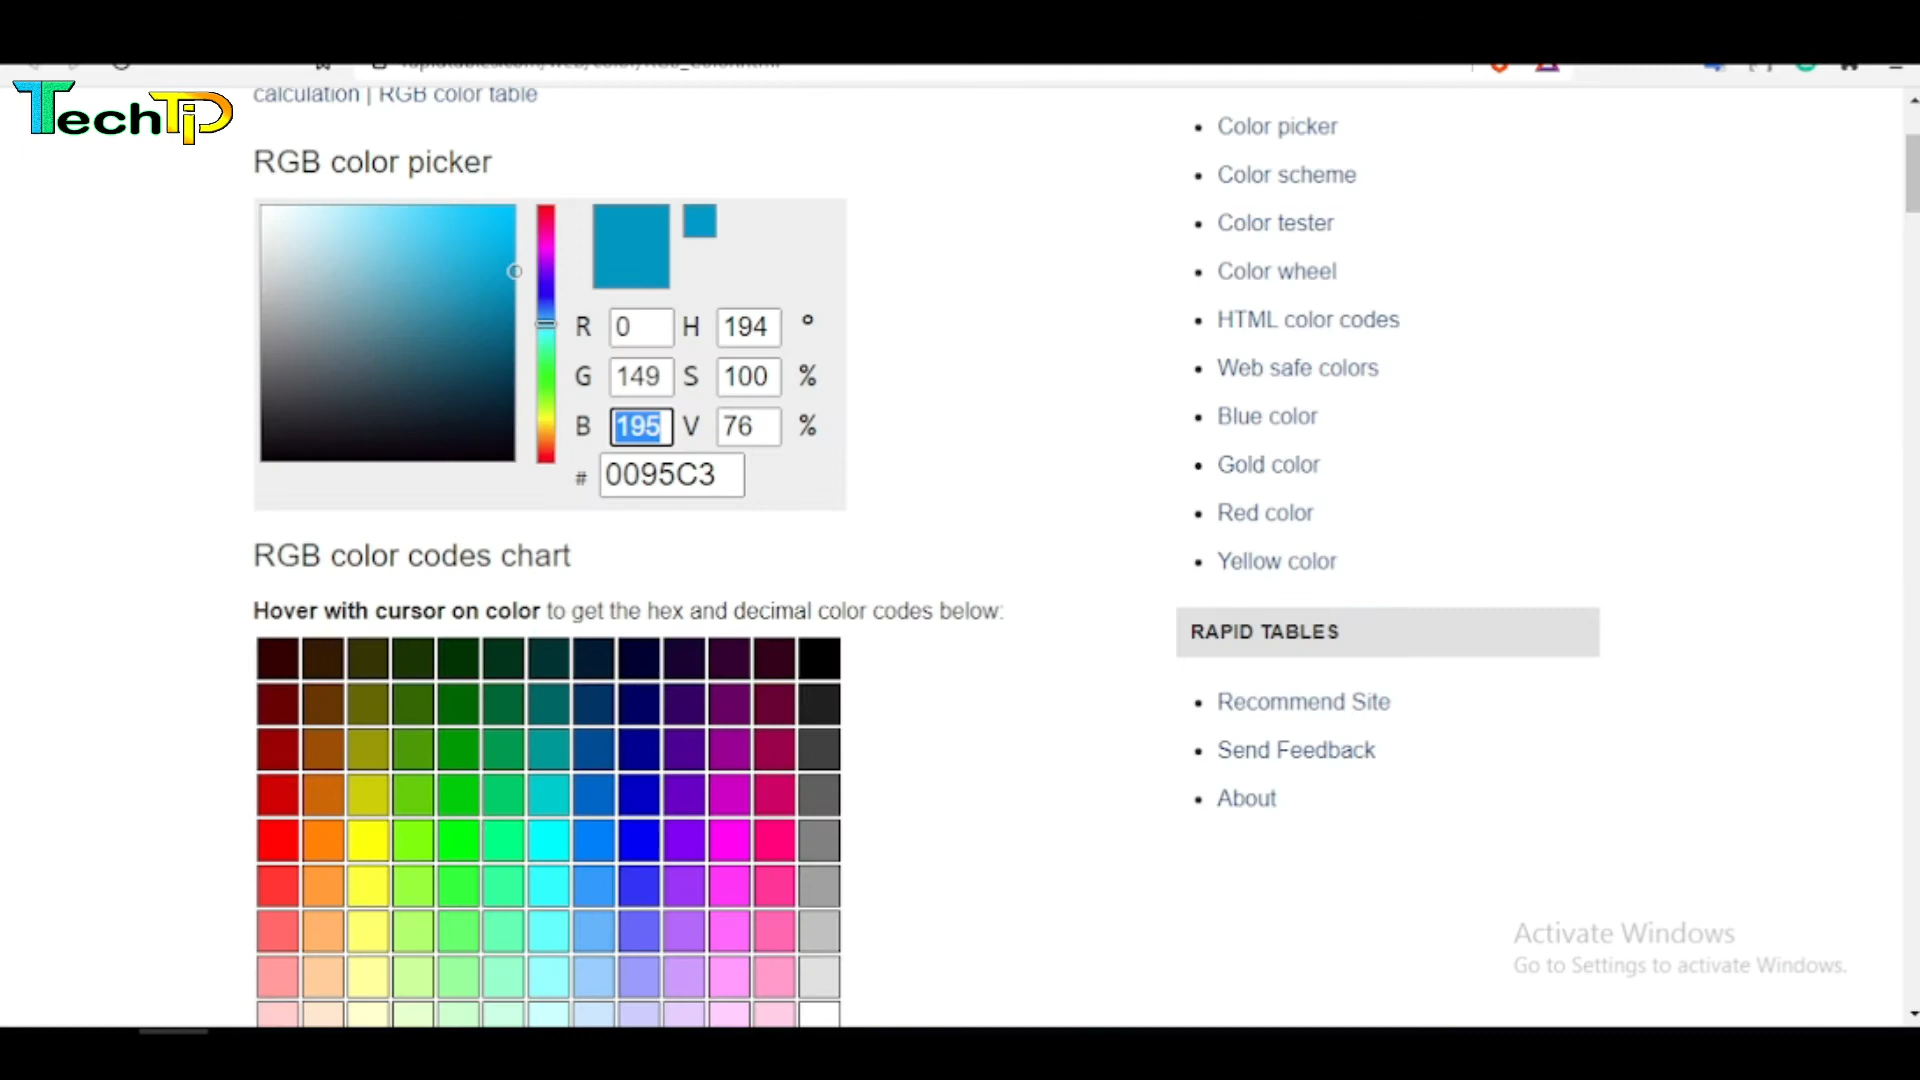 TechTip
calculation | RGB color table
RGB color picker
R 0 H 194 °
G 149 S 100 %
B 195 V 76 %
# 0095C3
RGB color codes chart
Hover with cursor on color to get the hex and decimal color codes below:
Color picker
Color scheme
Color tester
Color wheel
HTML color codes
Web safe colors
Blue color
Gold color
Red color
Yellow color
RAPID TABLES
Recommend Site
Send Feedback
About
Activate Windows
Go to Settings to activate Windows.